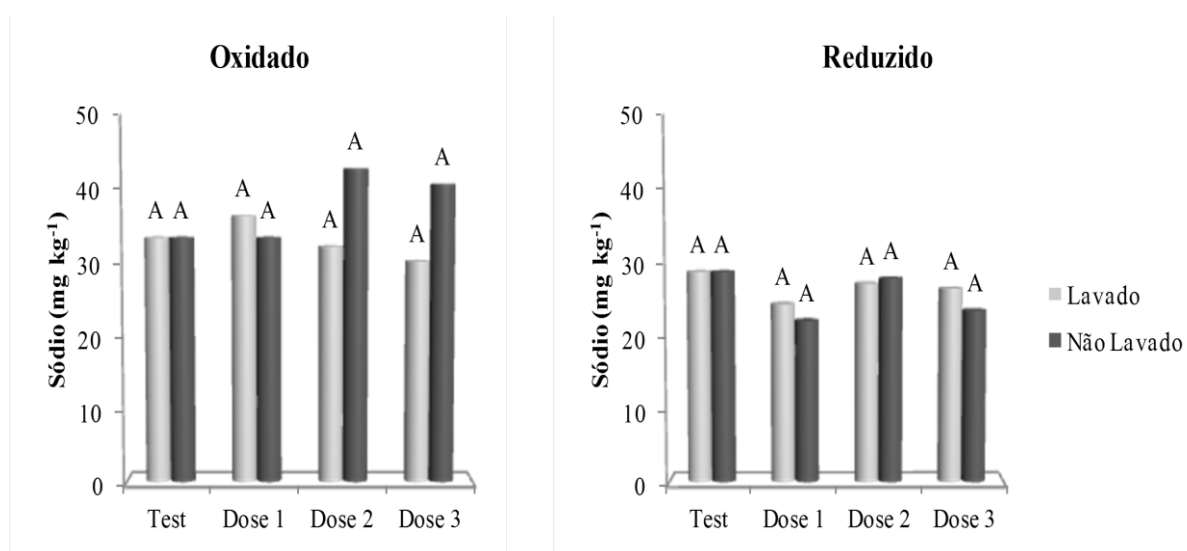 Oxidado
Sódio (mg kg-1)
50
40
30
20
10
0
A A
A
A
A
A
A
A
Test Dose 1 Dose 2 Dose 3
Reduzido
Sódio (mg kg-1)
50
40
30
20
10
0
A A
A
A
A A
A
A
Test Dose 1 Dose 2 Dose 3
Lavado
Não Lavado